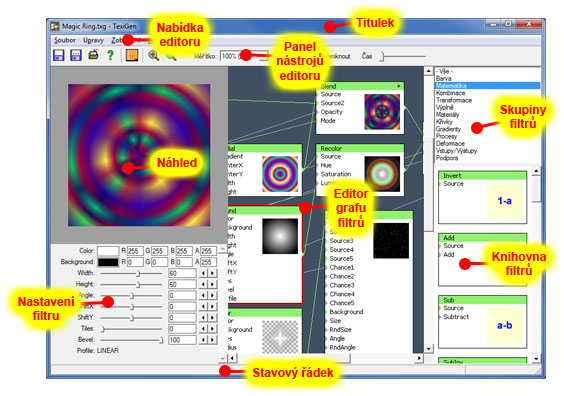 Magic Ring.txg - TexiGen
Titulek
Nabídka
editoru
Soubor Úpravy
Panel
nástrojů
editoru
Měřítko: 100%
Čas
Náhled
Blend
Source
Source2
Opacity
Mode
Recolor
Source
Hue
Saturation
Editor
grafu
filtrů
Source3
Source4
Source5
Chance1
Chance2
Chance3
Chance4
Chance5
Background
Size
RndSize
Angle
RndAngle
- Vše -
Barva
Matematika
Kombinace
Transformace
Výplně
Materiály
Křivky
Gradienty
Procesy
Deformace
Vstupy/Výstupy
Podpora
Skupiny
filtrů
Invert
Source
1-a
Add
Source
Add
Knihovna
filtrů
Sub
Source
Subtract
a-b
Color: R 255 G 255 B 255 A 255
Background: R 0 G 0 B 0 A 255
Width: 60
Height: 60
Angle: 0
0
ShiftY: 0
Tiles: 0
Bevel: 100
Profile: LINEAR
Nastavení
filtru
Stavový řádek